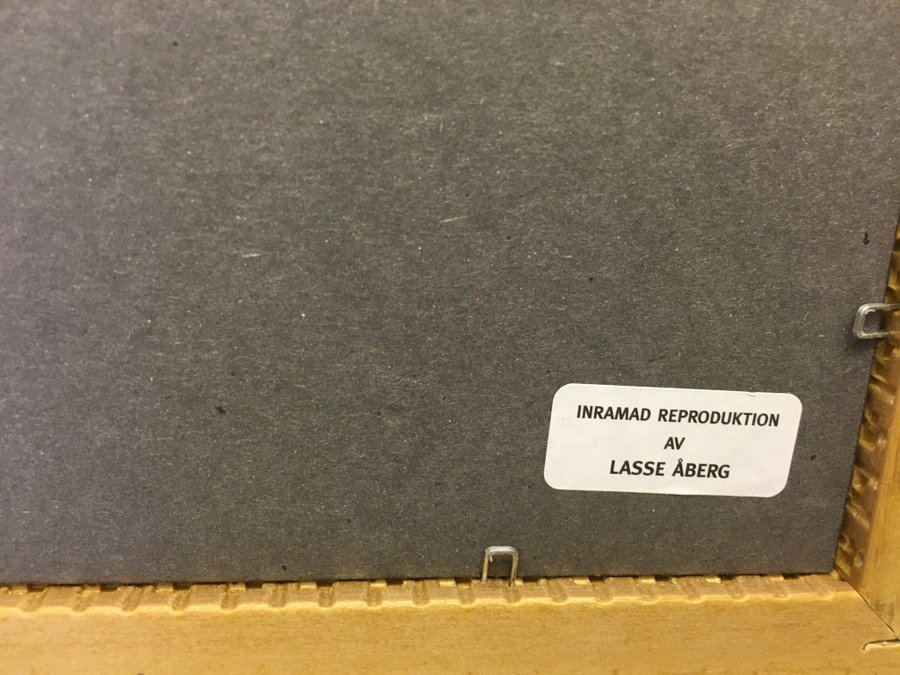 INRAMAD REPRODUKTION
AV
LASSE ÅBERG